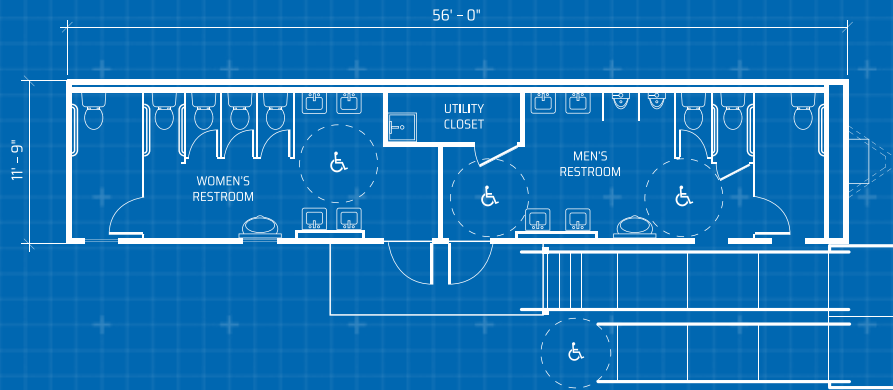 56' – 0"
11' – 9"
UTILITY
CLOSET
WOMEN'S
RESTROOM
MEN'S
RESTROOM